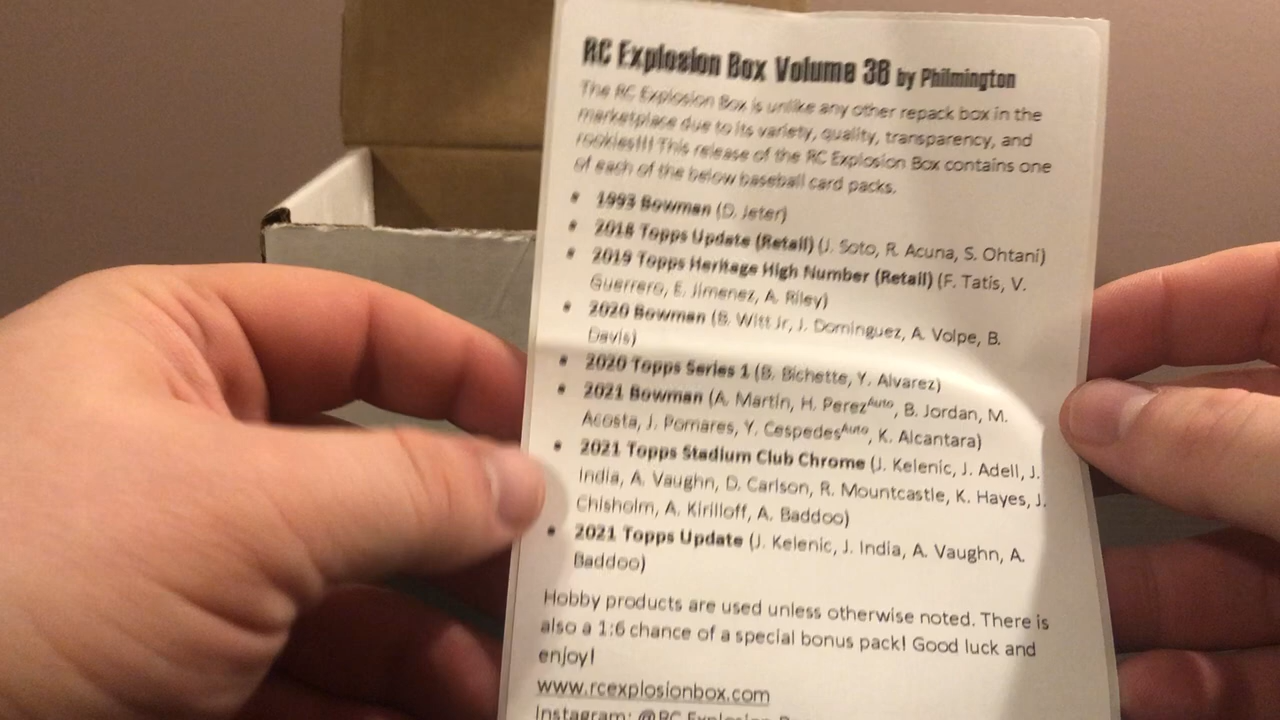 RC Explosion Box Volume 38 by Philmington
The RC Explosion Box is unlike any other repack box in the
marketplace due to its variety, quality, transparency, and
rookies!!! This release of the RC Explosion Box contains one
of each of the below baseball card packs.
• 1993 Bowman (D. Jeter)
• 2018 Topps Update (Retail) (J. Soto, R. Acuna, S. Ohtani)
• 2019 Topps Heritage High Number (Retail) (F. Tatis, V.
Guerrero, E. Jimenez, A. Riley)
• 2020 Bowman (B. Witt Jr, J. Dominguez, A. Volpe, B.
Davis)
• 2020 Topps Series 1 (B. Bichette, Y. Alvarez)
• 2021 Bowman (A. Martin, H. Perez^Auto, B. Jordan, M.
Acosta, J. Pomares, Y. Cespedes^Auto, K. Alcantara)
• 2021 Topps Stadium Club Chrome (J. Kelenic, J. Adell, J.
India, A. Vaughn, D. Carlson, R. Mountcastle, K. Hayes, J.
Chisholm, A. Kirilloff, A. Baddoo)
• 2021 Topps Update (J. Kelenic, J. India, A. Vaughn, A.
Baddoo)
Hobby products are used unless otherwise noted. There is
also a 1:6 chance of a special bonus pack! Good luck and
enjoy!
www.rcexplosionbox.com
Instagram: @RC Explosion